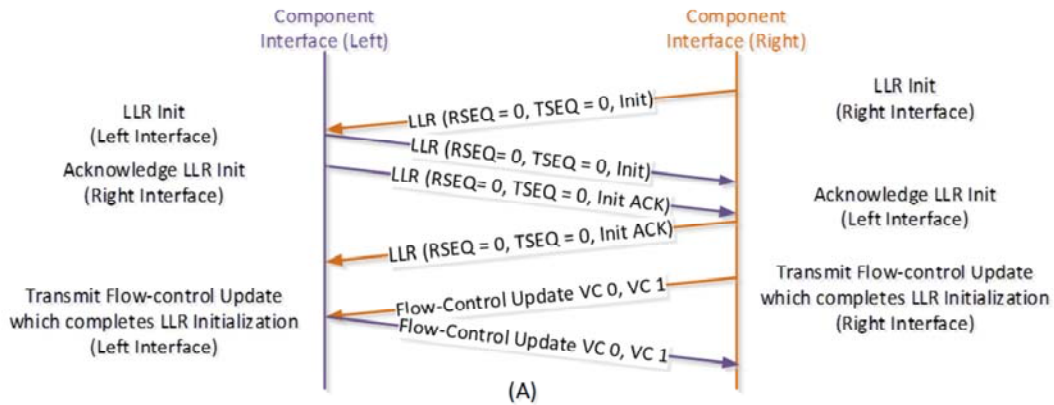 Component
Interface (Left)
Component
Interface (Right)
LLR Init
(Left Interface)
LLR (RSEQ = 0, TSEQ = 0, Init)
LLR Init
(Right Interface)
LLR (RSEQ= 0, TSEQ = 0, Init)
Acknowledge LLR Init
(Right Interface)
LLR (RSEQ= 0, TSEQ = 0, Init ACK)
Acknowledge LLR Init
(Left Interface)
LLR (RSEQ = 0, TSEQ = 0, Init ACK)
Transmit Flow-control Update
which completes LLR Initialization
(Right Interface)
Flow-Control Update VC 0, VC 1
Transmit Flow-control Update
which completes LLR Initialization
(Left Interface)
Flow-Control Update VC 0, VC 1
(A)